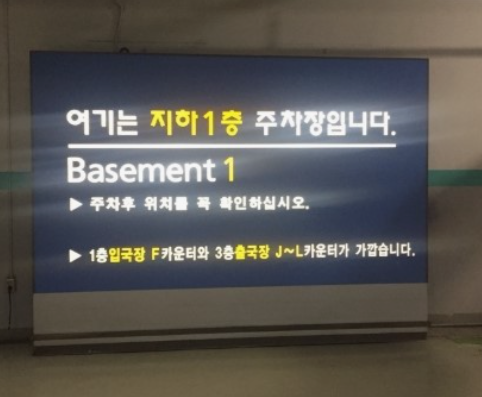 여기는 지하1층 주차장입니다.
Basement 1
▶ 주차후 위치를 꼭 확인하십시오.
▶ 1층입국장 F카운터와 3층출국장 J~L카운터가 가깝습니다.